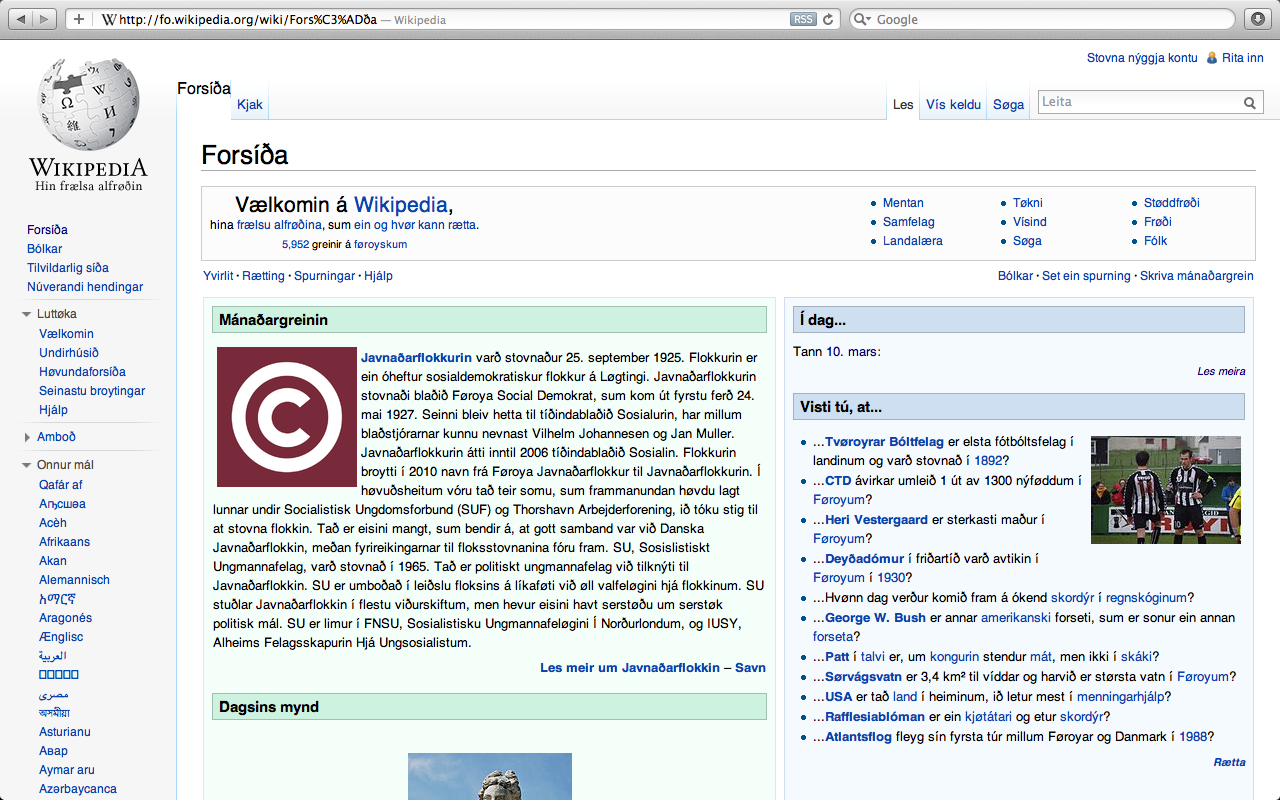 http://fo.wikipedia.org/wiki/Fors%C3%ADða — Wikipedia
RSS
Google
Stovna nýggja kontu
Rita inn
Forsíða
Kjak
Les
Vís keldu
Søga
Leita
WIKIPEDIA
Hin frælsa alfrøðin
Forsíða
Bólkar
Tilvildarlig síða
Núverandi hendingar
Luttøka
Vælkomin
Undirhúsið
Høvundaforsíða
Seinastu broytingar
Hjálp
Amboð
Onnur mál
Qafár af
Аҧсшәа
Acèh
Afrikaans
Akan
Alemannisch
አማርኛ
Aragonés
Ænglisc
العربية
مصرى
অসমীয়া
Asturianu
Авар
Aymar aru
Azərbaycanca
Forsíða
Vælkomin á Wikipedia,
hina frælsu alfrøðina, sum ein og hvør kann rætta.
5,952 greinir á føroyskum
Mentan
Samfelag
Landalæra
Tøkni
Vísind
Søga
Støddfrøði
Frøði
Fólk
Yvirlit · Rætting · Spurningar · Hjálp
Bólkar · Set ein spurning · Skriva mánaðargrein
Mánaðargreinin
Javnaðarflokkurin varð stovnaður 25. september 1925. Flokkurin er
ein óheftur sosialdemokratiskur flokkur á Løgtingi. Javnaðarflokkurin
stovnaði blaðið Føroya Social Demokrat, sum kom út fyrstu ferð 24.
mai 1927. Seinni bleiv hetta til tíðindablaðið Sosialurin, har millum
blaðstjórarnar kunnu nevnast Vilhelm Johannesen og Jan Muller.
Javnaðarflokkurin átti inntil 2006 tíðindablaðið Sosialin. Flokkurin
broytti í 2010 navn frá Føroya Javnaðarflokkur til Javnaðarflokkurin. Í
høvuðsheitum vóru tað teir somu, sum frammanundan høvdu lagt
lunnar undir Socialistisk Ungdomsforbund (SUF) og Thorshavn Arbejderforening, ið tóku stig til
at stovna flokkin. Tað er eisini mangt, sum bendir á, at gott samband var við Danska
Javnaðarflokkin, meðan fyrireikingarnar til floksstovnanina fóru fram. SU, Sosislistiskt
Ungmannafelag, varð stovnað í 1965. Tað er politiskt ungmannafelag við tilknýti til
Javnaðarflokkin. SU er umboðað í leiðslu floksins á líkaføti við øll valfeløgini hjá flokkinum. SU
stuðlar Javnaðarflokkin í flestu viðurskiftum, men hevur eisini havt serstøðu um serstøk
politisk mál. SU er limur í FNSU, Sosialistisku Ungmannafeløgini Í Norðurlondum, og IUSY,
Alheims Felagsskapurin Hjá Ungsosialistum.
Les meir um Javnaðarflokkin – Savn
Dagsins mynd
Í dag...
Tann 10. mars:
Les meira
Visti tú, at...
...Tvøroyrar Bóltfelag er elsta fótbóltsfelag í
landinum og varð stovnað í 1892?
...CTD ávirkar umleið 1 út av 1300 nýføddum í
Føroyum?
...Heri Vestergaard er sterkasti maður í
Føroyum?
...Deyðadómur í friðartíð varð avtikin í
Føroyum í 1930?
...Hvønn dag verður komið fram á ókend skordýr í regnskóginum?
...George W. Bush er annar amerikanski forseti, sum er sonur ein annan
forseta?
...Patt í talvi er, um kongurin stendur mát, men ikki í skáki?
...Sørvágsvatn er 3,4 km² til víddar og harvið er største vatn í Føroyum?
...USA er tað land í heiminum, ið letur mest í menningarhjálp?
...Rafflesiablóman er ein kjøtátari og etur skordýr?
...Atlantsflog fleyg sín fyrsta túr millum Føroyar og Danmark í 1988?
Rætta